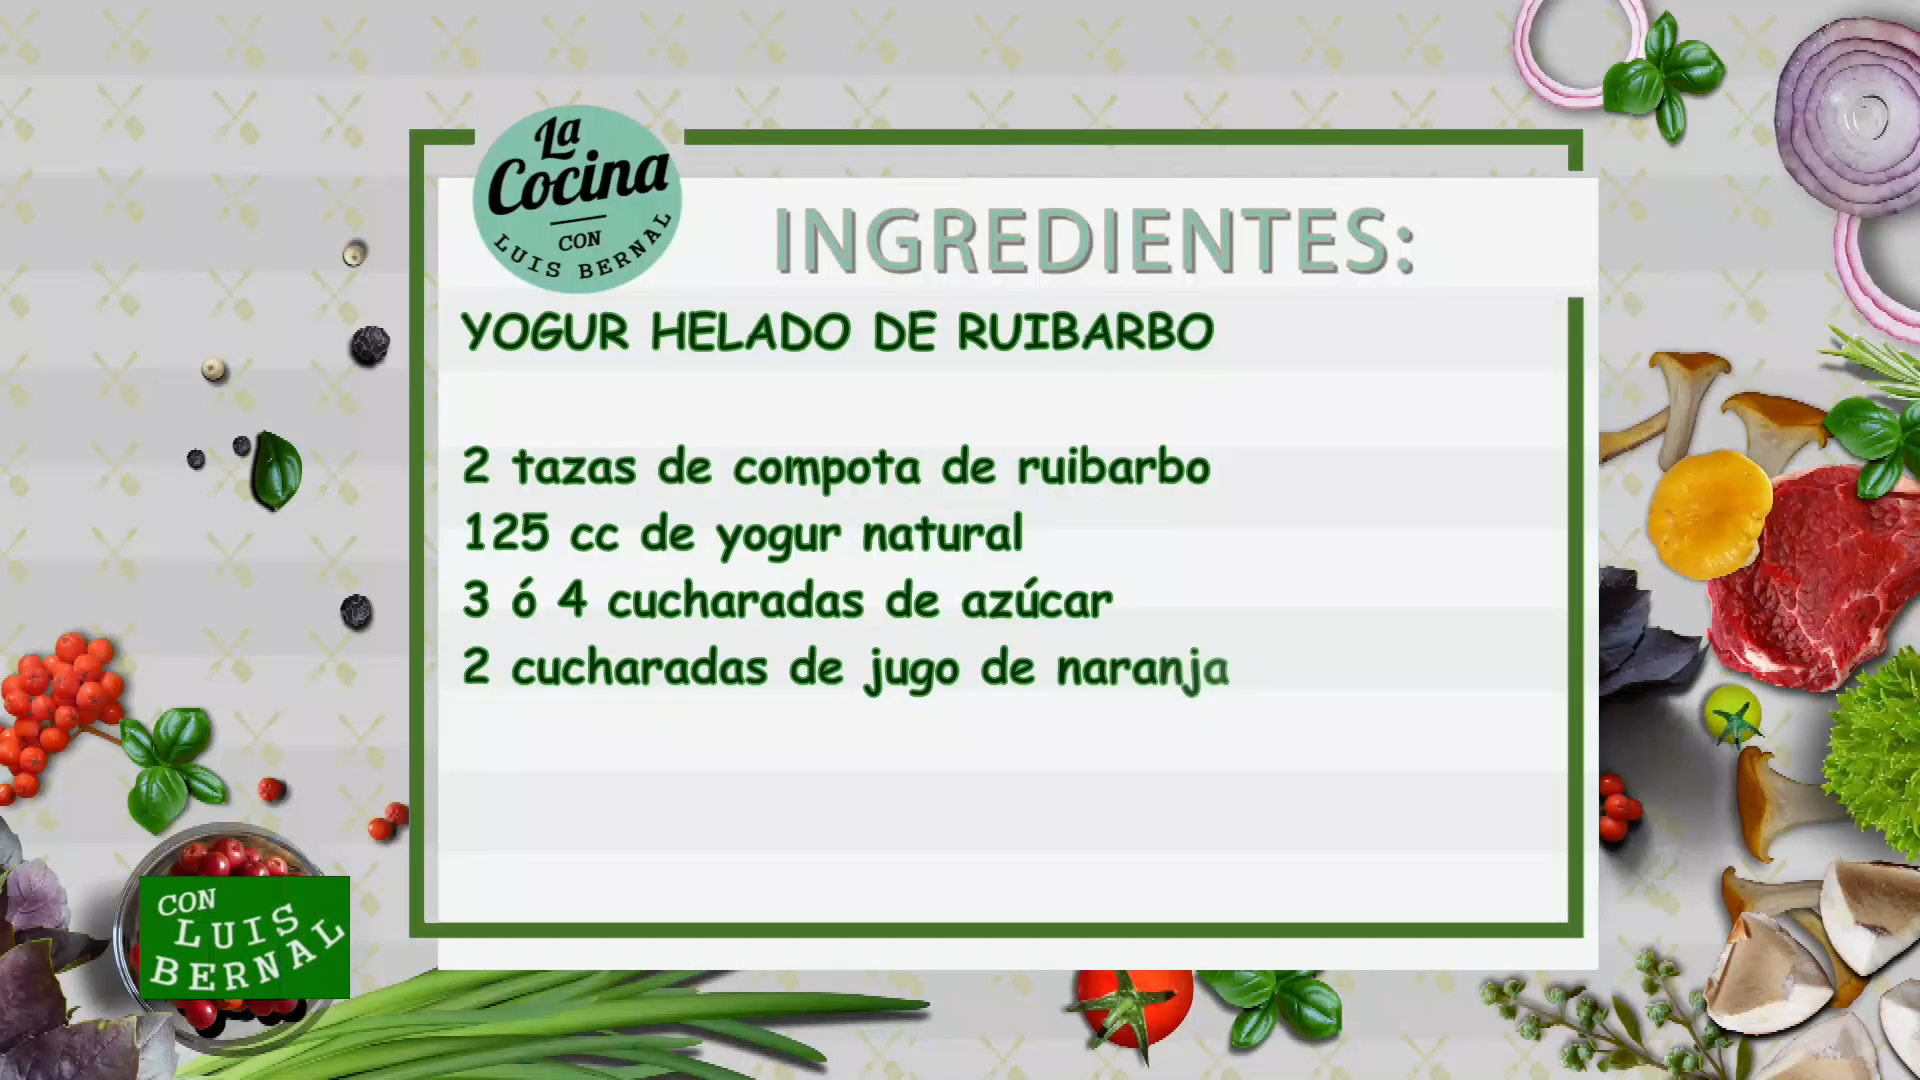 La
Cocina
CON
LUIS BERNAL
INGREDIENTES:
YOGUR HELADO DE RUIBARBO
2 tazas de compota de ruibarbo
125 cc de yogur natural
3 ó 4 cucharadas de azúcar
2 cucharadas de jugo de naranja
CON
LUIS
BERNAL